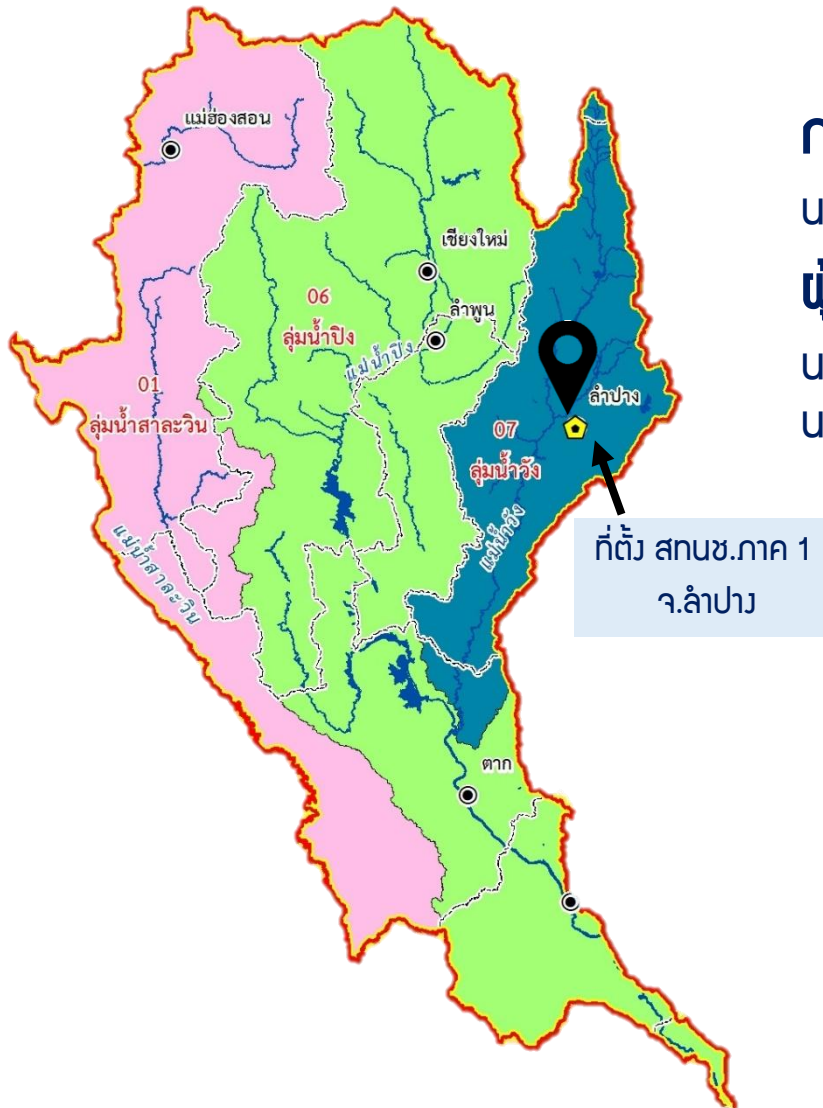 แม่ฮ่องสอน
เชียงใหม่
06
ลุ่มน้ำปิง
ลำพูน
แม่น้ำปิง
01
ลุ่มน้ำสาละวิน
ลำปาง
07
ลุ่มน้ำวัง
แม่น้ำวัง
แม่น้ำสาละวิน
ที่ตั้ง สทนช.ภาค 1
จ.ลำปาง
ตาก